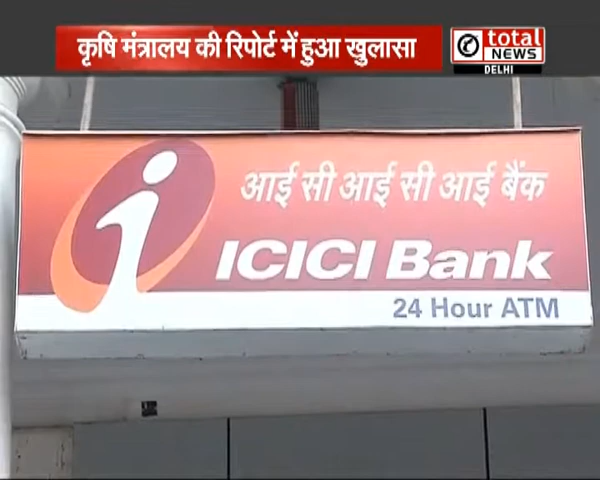 कृषि मंत्रालय की रिपोर्ट में हुआ खुलासा
total
NEWS
DELHI
आई सी आई सी आई बैंक
ICICI Bank
24 Hour ATM